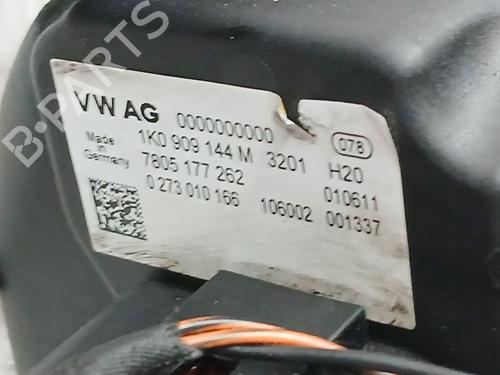 B-PARTS
VW AG 0000000000 078
Made in Germany 1K0 909 144 M 3201 H20
7805 177 262 010611
0 273 010 166 106002 001337